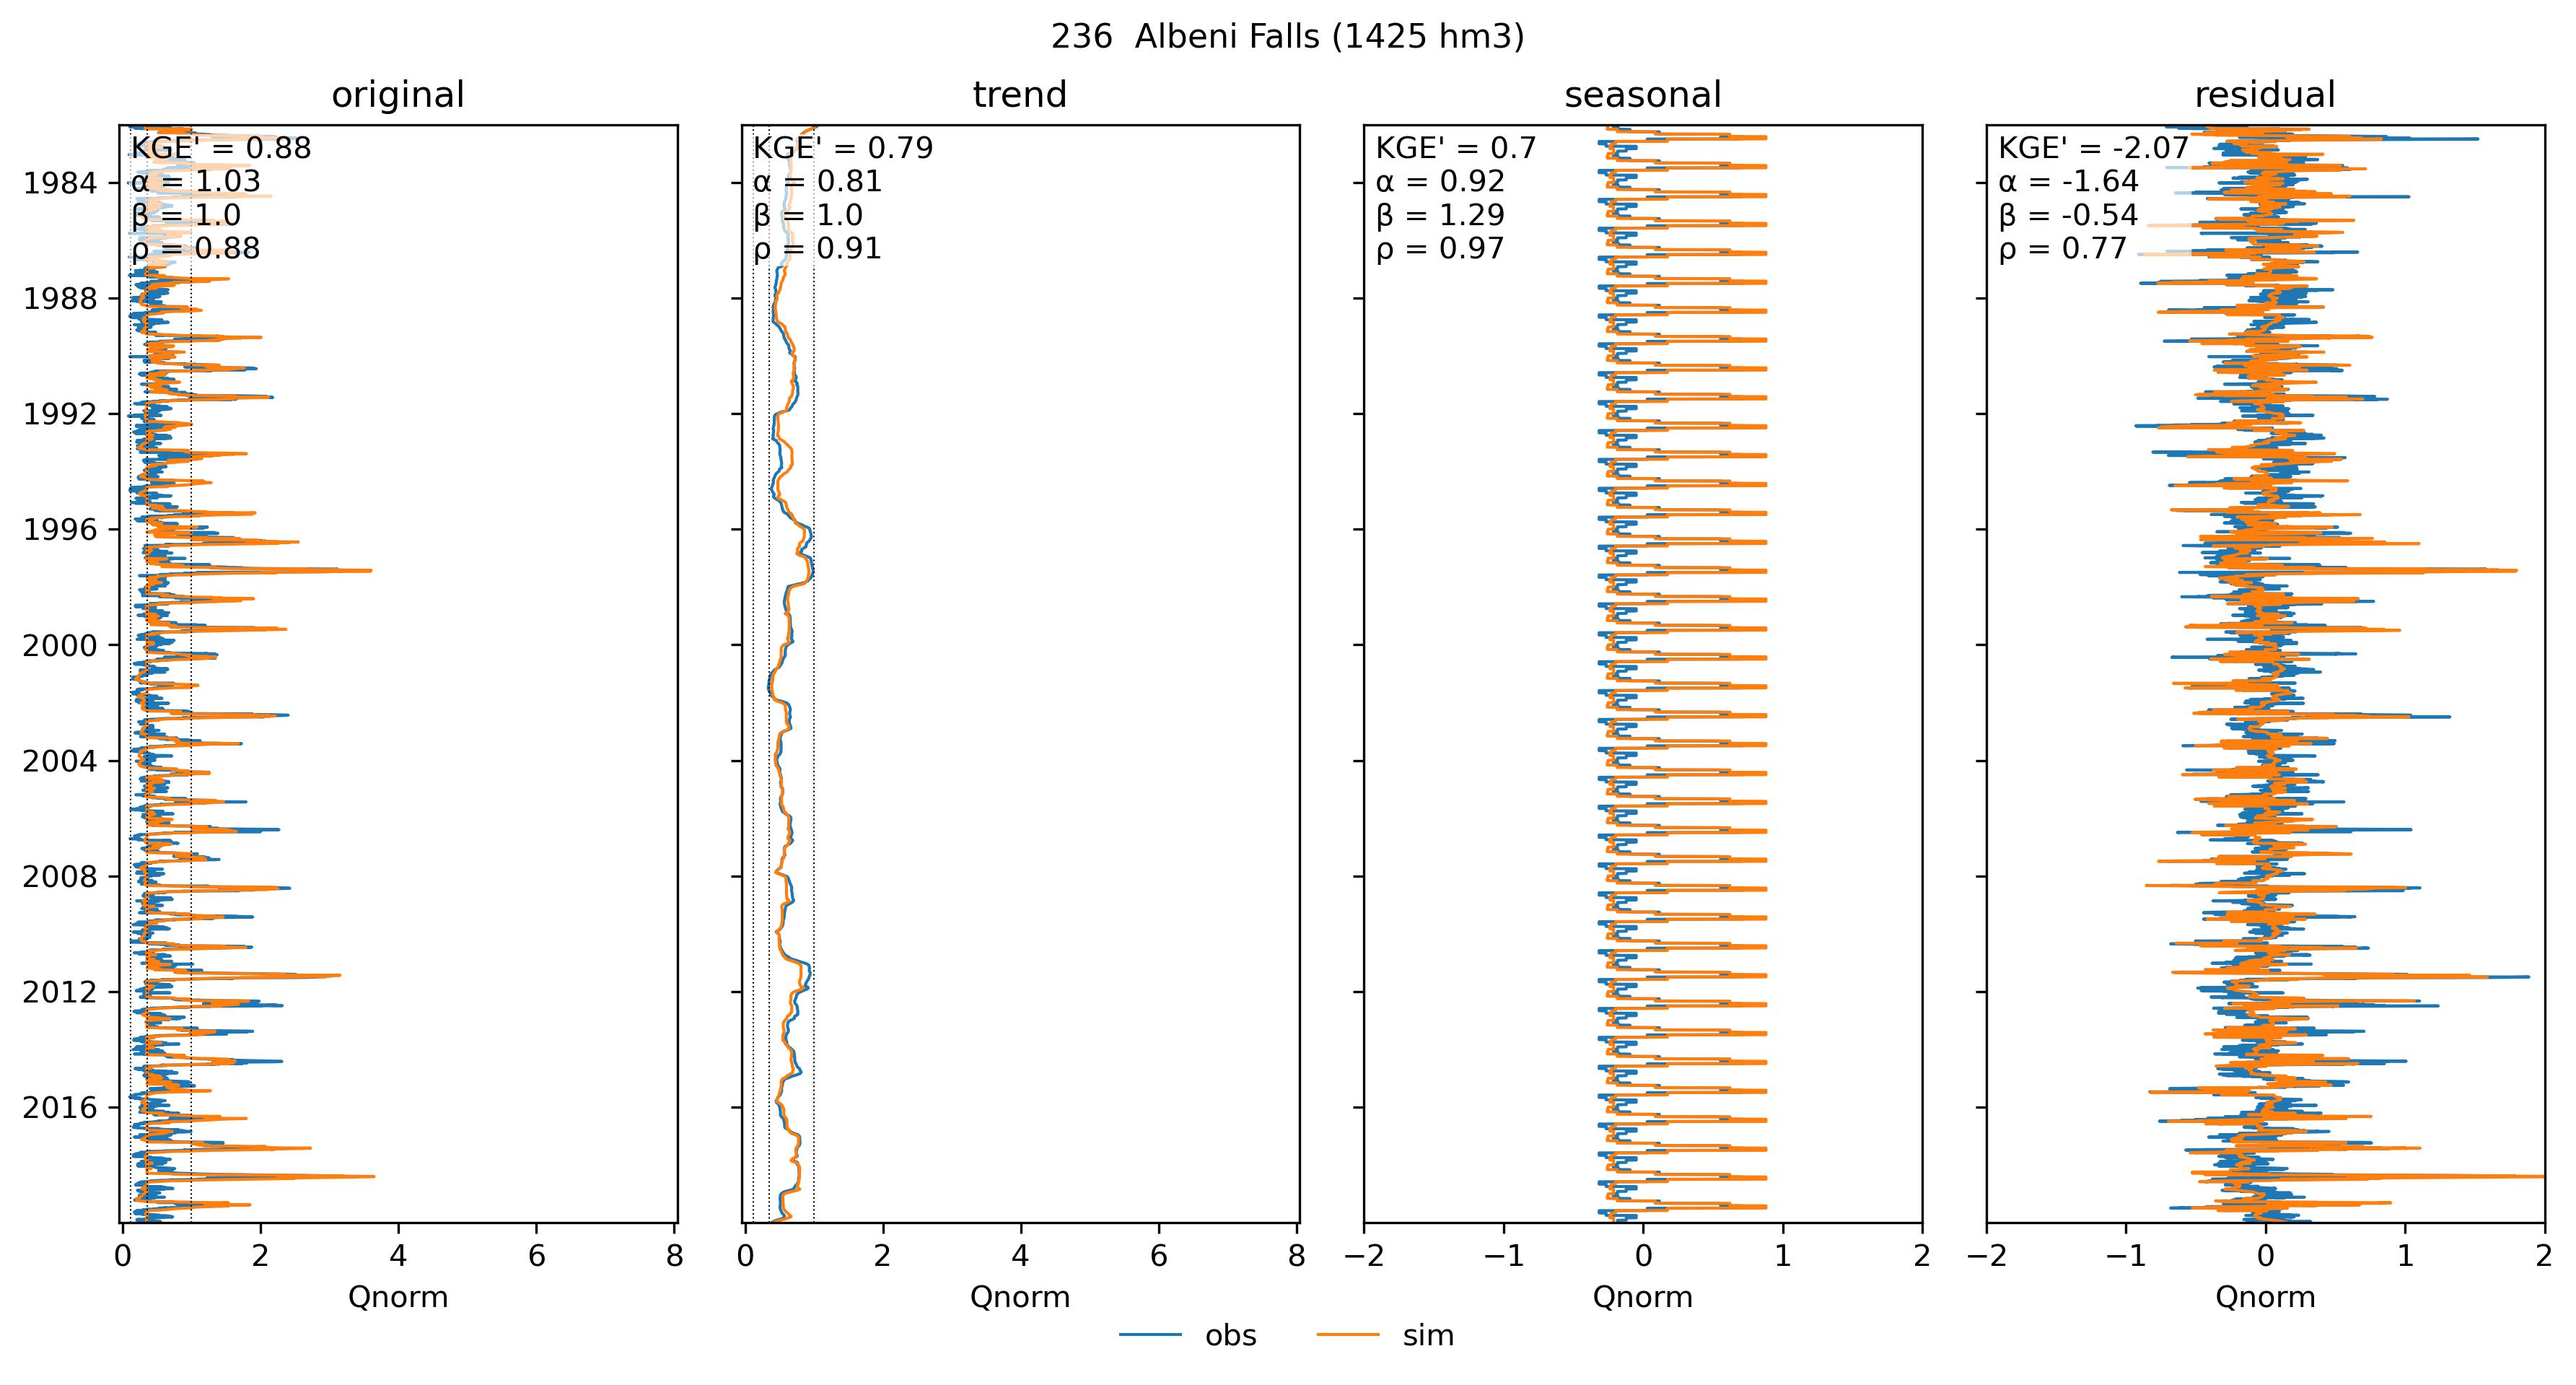 236  Albeni Falls (1425 hm3)
original
trend
seasonal
residual
KGE' = 0.88
α = 1.03
β = 1.0
ρ = 0.88
KGE' = 0.79
α = 0.81
β = 1.0
ρ = 0.91
KGE' = 0.7
α = 0.92
β = 1.29
ρ = 0.97
KGE' = -2.07
α = -1.64
β = -0.54
ρ = 0.77
1984
1988
1992
1996
2000
2004
2008
2012
2016
0 2 4 6 8
0 2 4 6 8
−2 −1 0 1 2
−2 −1 0 1 2
Qnorm
Qnorm
Qnorm
Qnorm
obs
sim